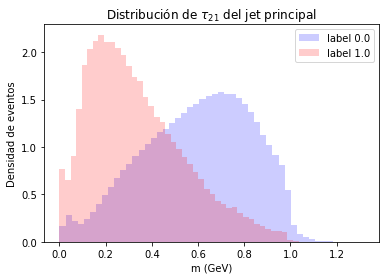 Distribución de τ21 del jet principal
label 0.0
label 1.0
Densidad de eventos
2.0
1.5
1.0
0.5
0.0
0.0 0.2 0.4 0.6 0.8 1.0 1.2
m (GeV)